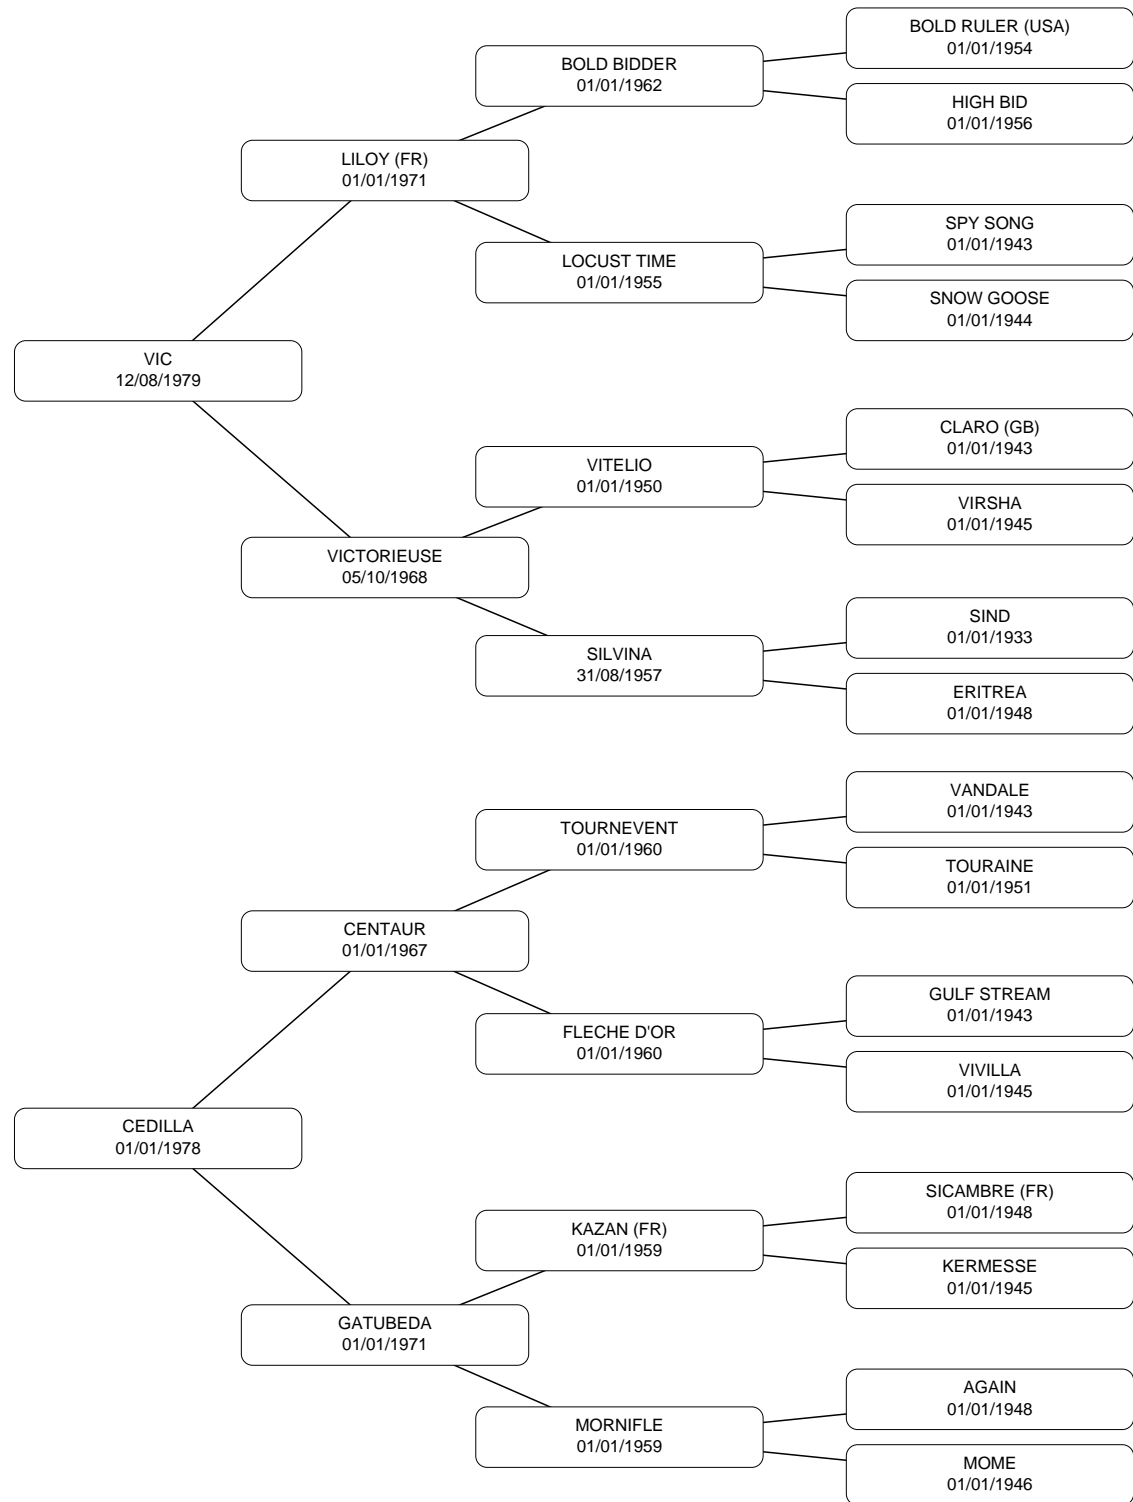 BOLD RULER (USA)
01/01/1954
BOLD BIDDER
01/01/1962
HIGH BID
01/01/1956
LILOY (FR)
01/01/1971
SPY SONG
01/01/1943
LOCUST TIME
01/01/1955
SNOW GOOSE
01/01/1944
VIC
12/08/1979
CLARO (GB)
01/01/1943
VITELIO
01/01/1950
VIRSHA
01/01/1945
VICTORIEUSE
05/10/1968
SIND
01/01/1933
SILVINA
31/08/1957
ERITREA
01/01/1948
VANDALE
01/01/1943
TOURNEVENT
01/01/1960
TOURAINE
01/01/1951
CENTAUR
01/01/1967
GULF STREAM
01/01/1943
FLECHE D'OR
01/01/1960
VIVILLA
01/01/1945
CEDILLA
01/01/1978
SICAMBRE (FR)
01/01/1948
KAZAN (FR)
01/01/1959
KERMESSE
01/01/1945
GATUBEDA
01/01/1971
AGAIN
01/01/1948
MORNIFLE
01/01/1959
MOME
01/01/1946